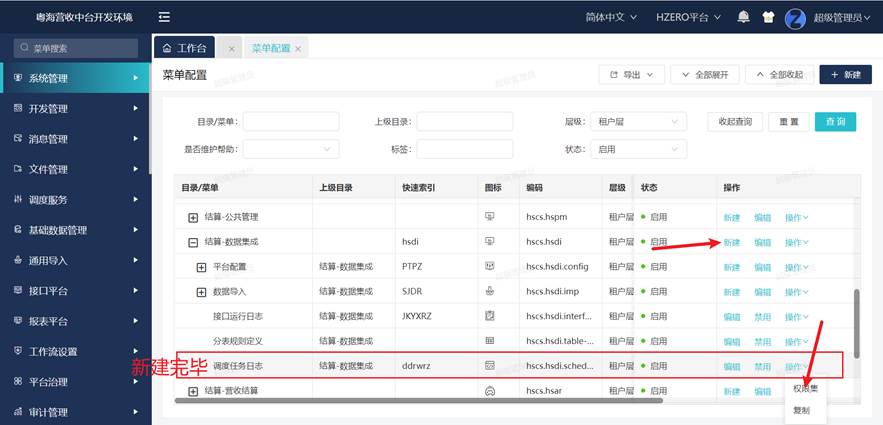 粤海营收中台开发环境
简体中文
HZERO平台
超级管理员
菜单搜索
工作台
菜单配置
系统管理
开发管理
消息管理
文件管理
调度服务
基础数据管理
通用导入
接口平台
报表平台
工作流设置
平台治理
审计管理
菜单配置
导出
全部展开
全部收起
新建
目录/菜单:
上级目录:
层级:
租户层
收起查询
重 置
查 询
是否维护帮助:
标签:
状态:
启用
目录/菜单 上级目录 快速索引 图标 编码 层级 状态 操作
结算-公共管理 hscs.hspm 租户层 启用 新建 编辑 操作
结算-数据集成 hsdi hscs.hsdi 租户层 启用 新建 编辑 操作
平台配置 结算-数据集成 PTPZ hscs.hsdi.config 租户层 启用 新建 编辑 操作
数据导入 结算-数据集成 SJDR hscs.hsdi.imp 租户层 启用 新建 编辑 操作
接口运行日志 结算-数据集成 JKYXRZ hscs.hsdi.interf... 租户层 启用 编辑 禁用 操作
分表规则定义 结算-数据集成 hscs.hsdi.table-... 租户层 启用 编辑 禁用 操作
调度任务日志 结算-数据集成 ddrwrz hscs.hsdi.sched... 租户层 启用 编辑 禁用 操作
结算-营收结算 hscs.hsar 租户层 启用 新建 编辑 操作
新建完毕
权限集
复制